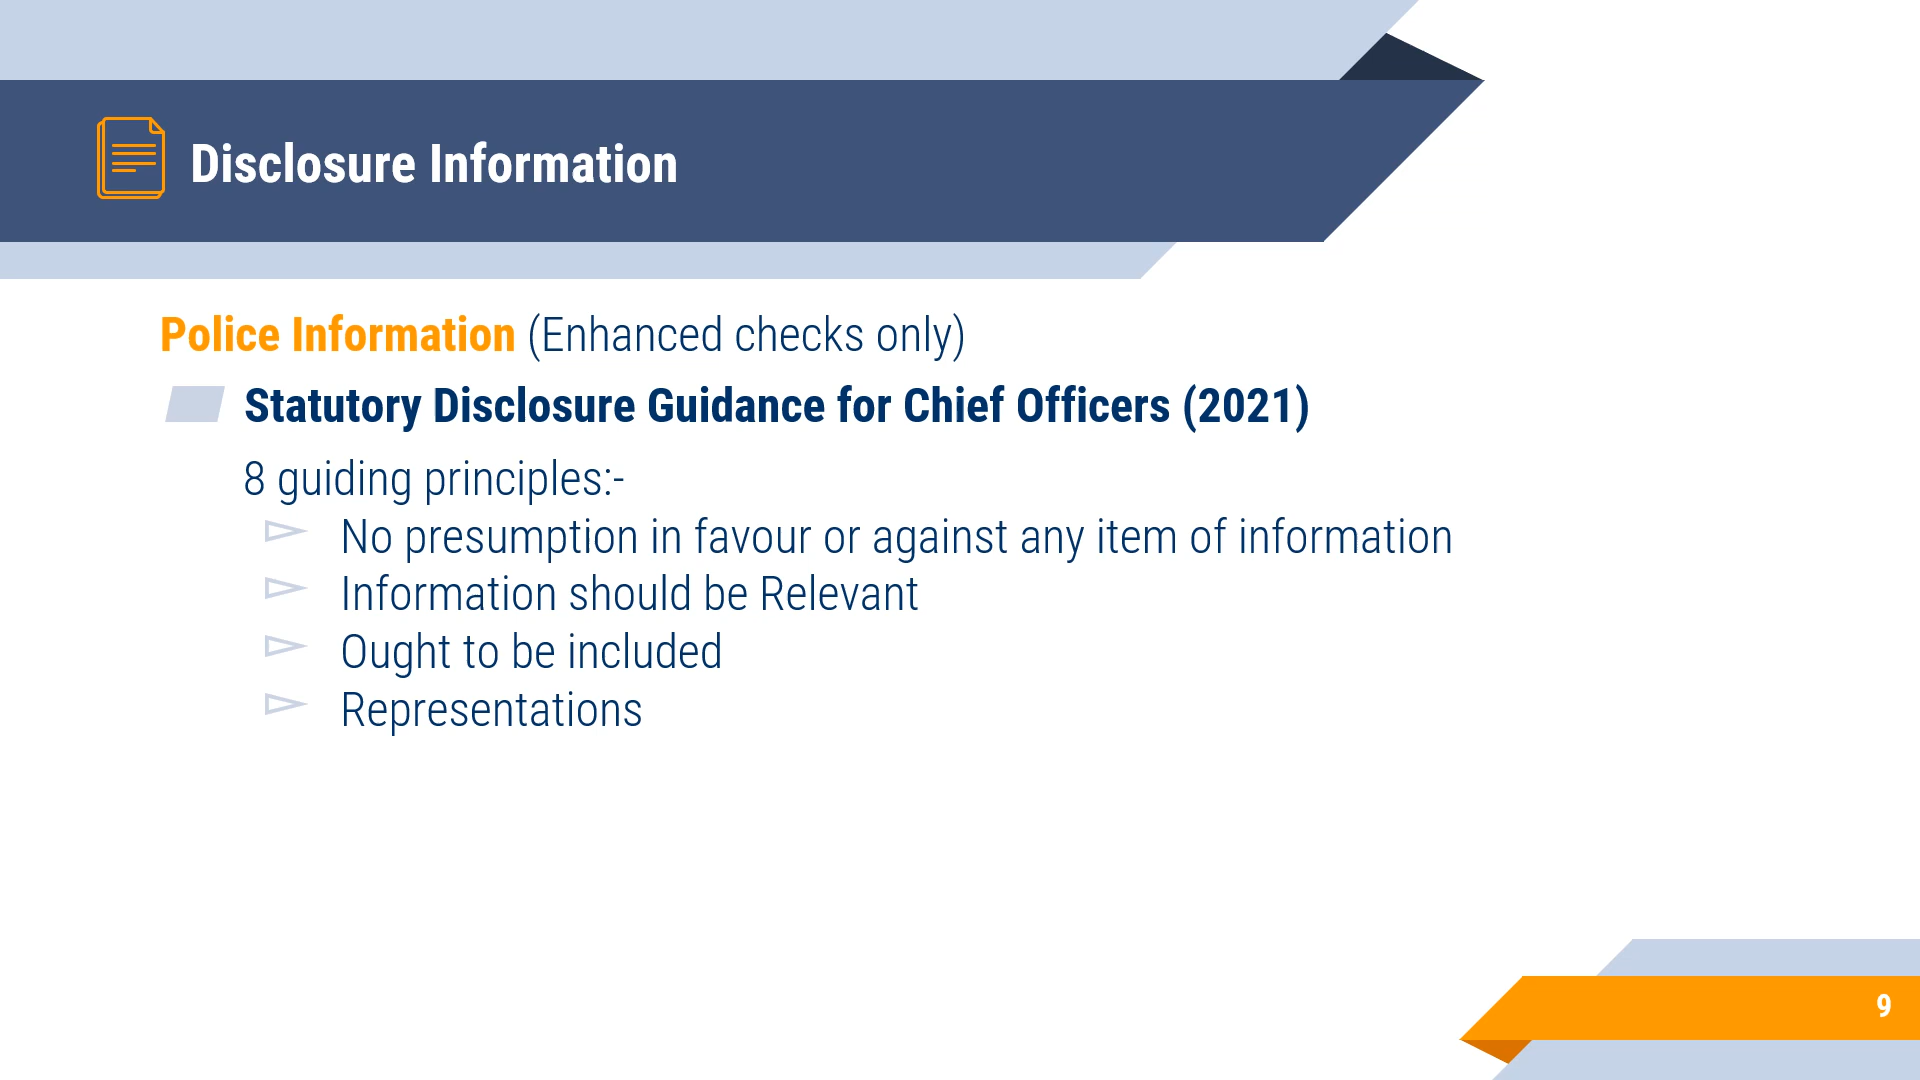 Disclosure Information
Police Information (Enhanced checks only)
Statutory Disclosure Guidance for Chief Officers (2021)
8 guiding principles:-
No presumption in favour or against any item of information
Information should be Relevant
Ought to be included
Representations
9